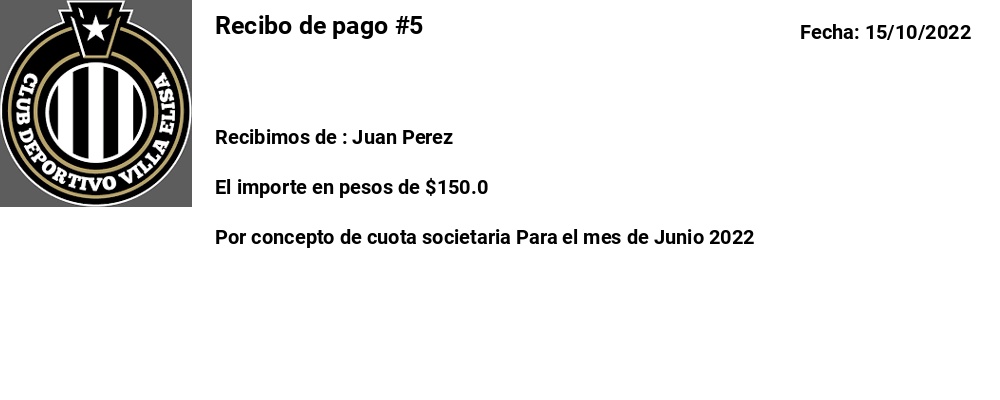 CLUB DEPORTIVO VILLA ELISA
Recibo de pago #5
Fecha: 15/10/2022
Recibimos de : Juan Perez
El importe en pesos de $150.0
Por concepto de cuota societaria Para el mes de Junio 2022